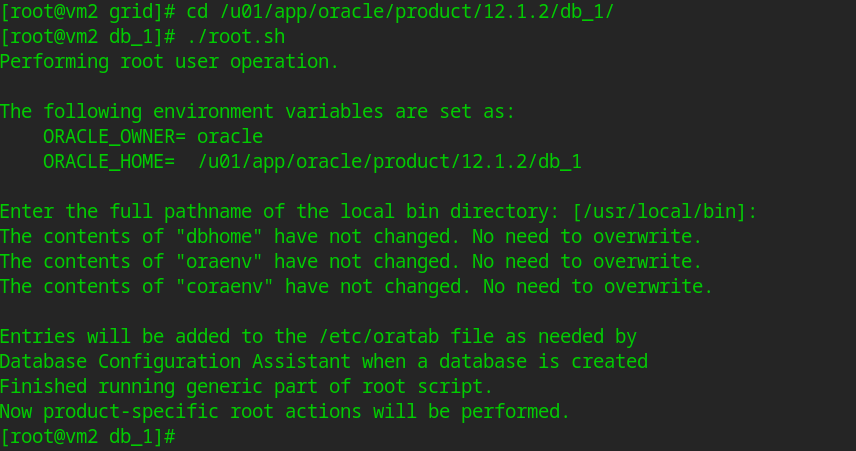 [root@vm2 grid]# cd /u01/app/oracle/product/12.1.2/db_1/
[root@vm2 db_1]# ./root.sh
Performing root user operation.

The following environment variables are set as:
    ORACLE_OWNER= oracle
    ORACLE_HOME=  /u01/app/oracle/product/12.1.2/db_1

Enter the full pathname of the local bin directory: [/usr/local/bin]:
The contents of "dbhome" have not changed. No need to overwrite.
The contents of "oraenv" have not changed. No need to overwrite.
The contents of "coraenv" have not changed. No need to overwrite.

Entries will be added to the /etc/oratab file as needed by
Database Configuration Assistant when a database is created
Finished running generic part of root script.
Now product-specific root actions will be performed.
[root@vm2 db_1]#